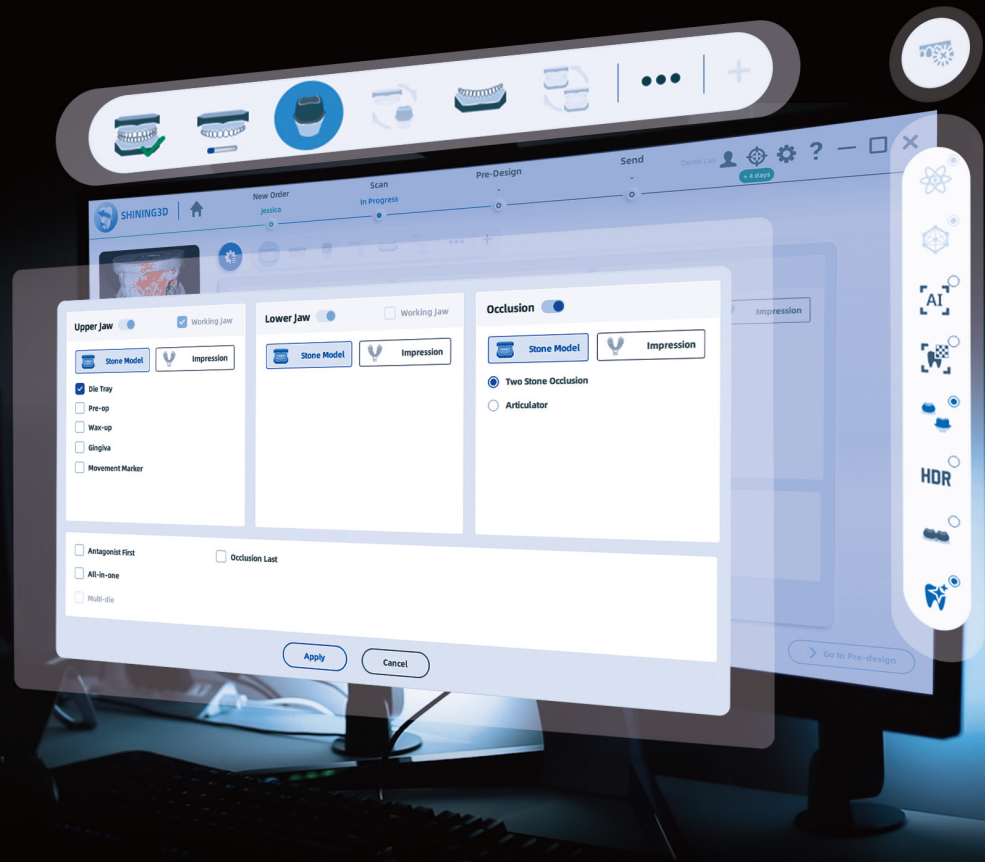 SHINING3D
New Order
Jessica
Scan
In Progress
Pre-Design
-
Send
-
Dental Lab
+ 4 days
?
Upper Jaw
Working Jaw
Stone Model
Impression
Die Tray
Pre-op
Wax-up
Gingiva
Movement Marker
Lower Jaw
Working Jaw
Stone Model
Impression
Occlusion
Stone Model
Impression
Two Stone Occlusion
Articulator
Impression
Antagonist First
Occlusion Last
All-in-one
Multi-die
Apply
Cancel
Go to Pre-design
AI
HDR